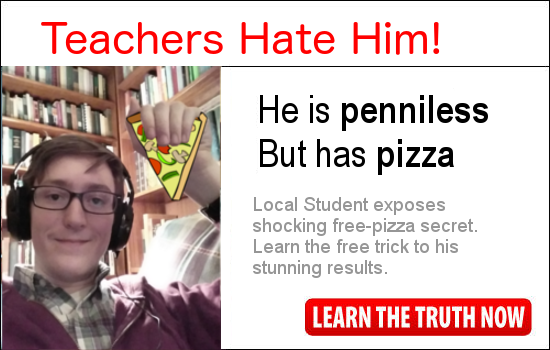 Teachers Hate Him!
He is penniless
But has pizza
Local Student exposes
shocking free-pizza secret.
Learn the free trick to his
stunning results.
LEARN THE TRUTH NOW